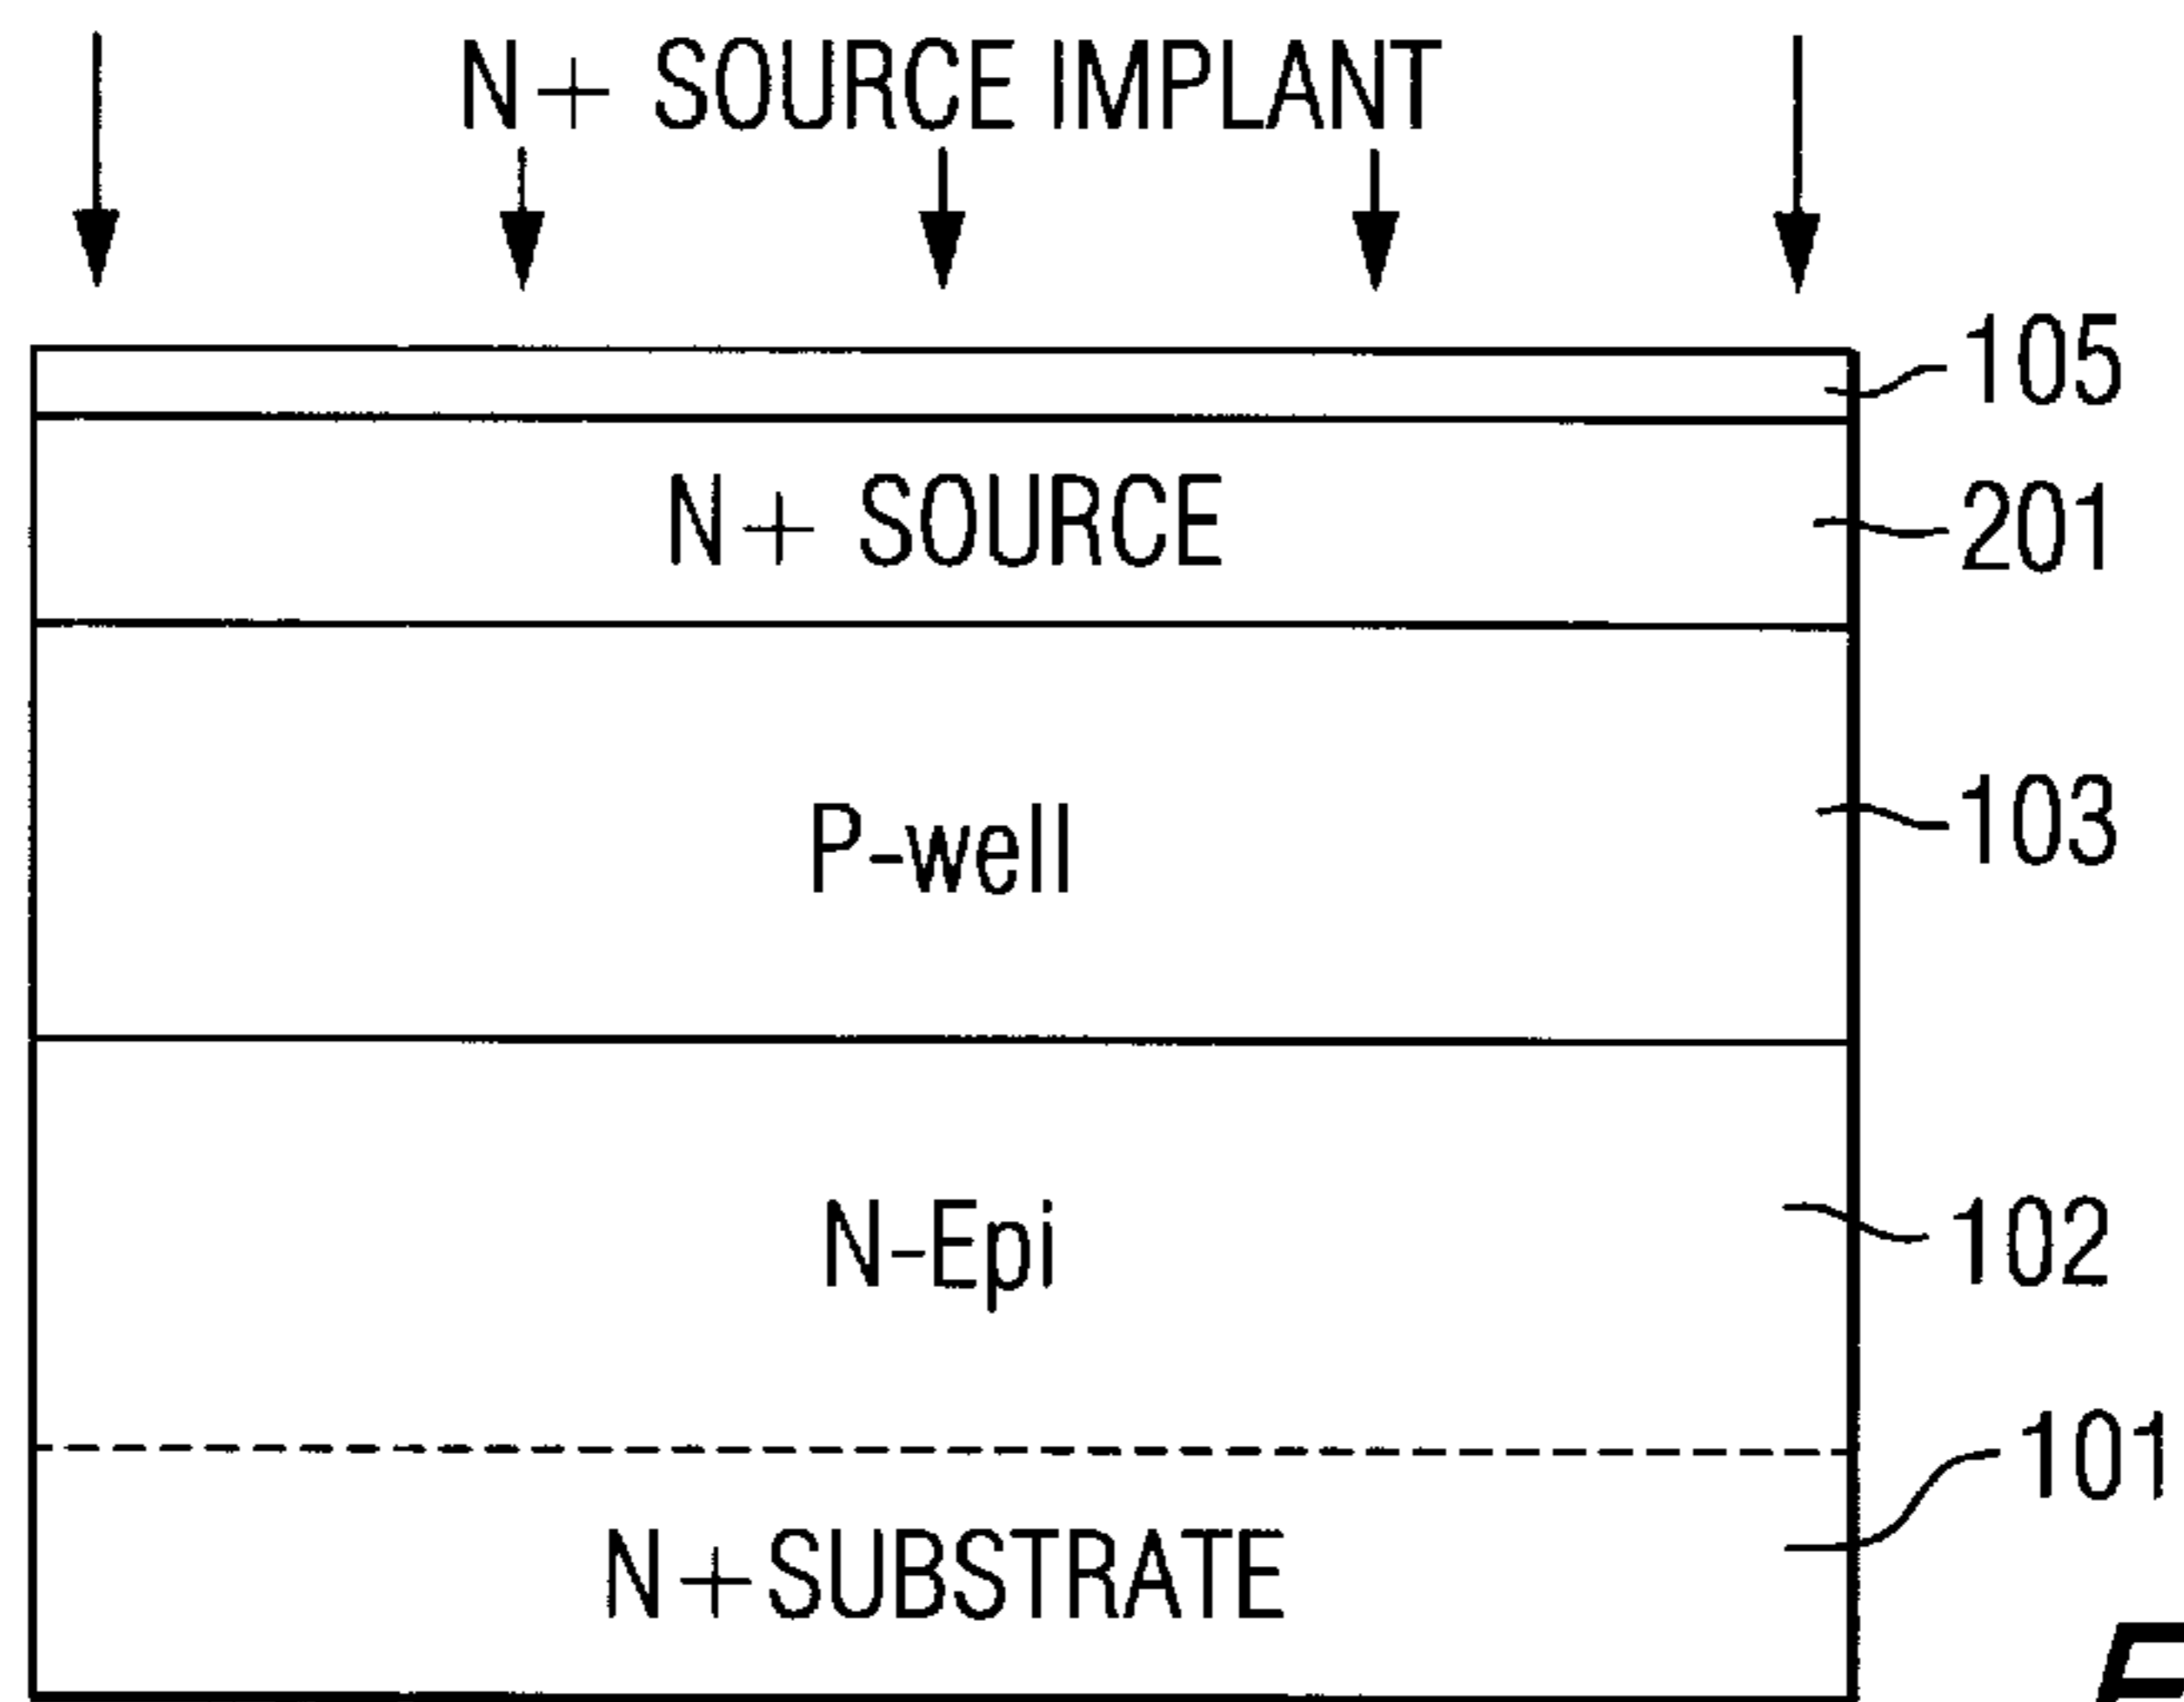 N+ SOURCE IMPLANT
105
N+ SOURCE
201
P-well
103
N-Epi
102
101
N+SUBSTRATE